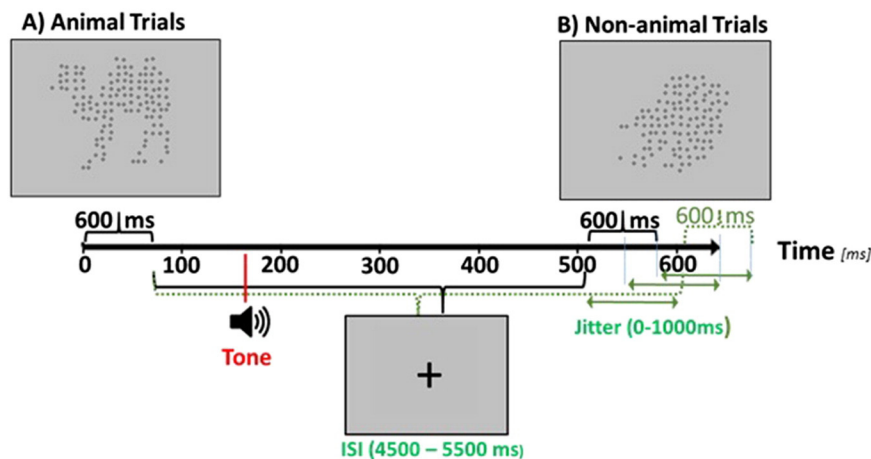 A) Animal Trials
B) Non-animal Trials
600 ms
600 ms
600 ms
0 100 200 300 400 500 600
Time [ms]
Tone
Jitter (0-1000ms)
ISI (4500 – 5500 ms)